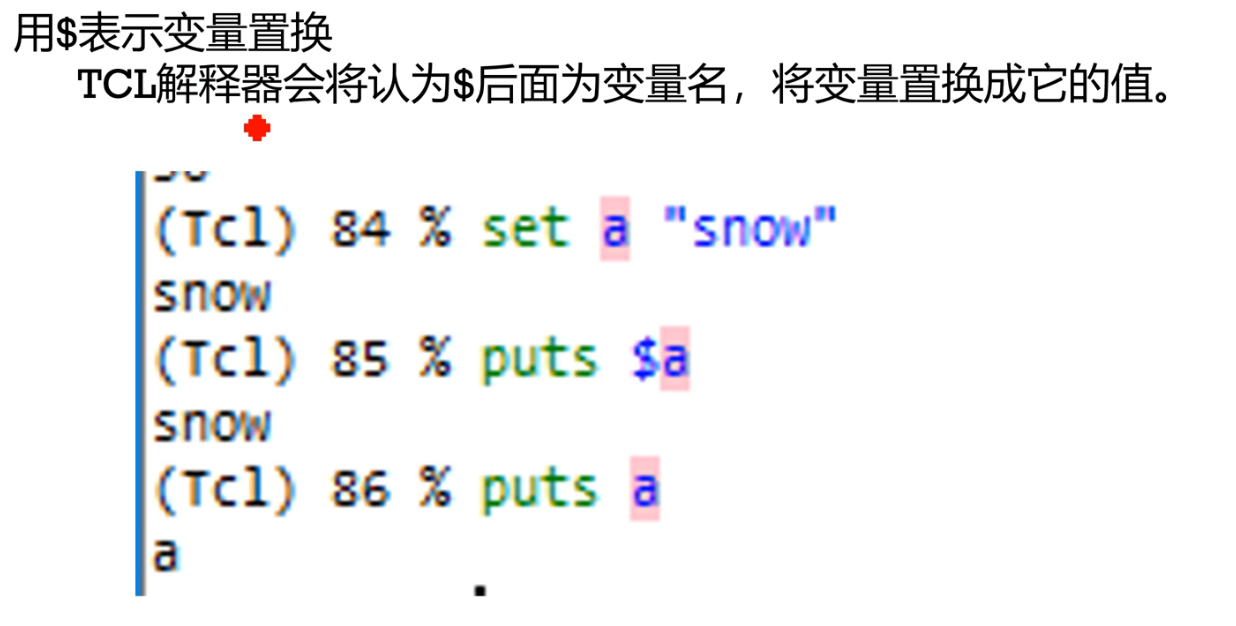 用$表示变量置换
TCL解释器会将认为$后面为变量名，将变量置换成它的值。
(Tcl) 84 % set a "snow"
snow
(Tcl) 85 % puts $a
snow
(Tcl) 86 % puts a
a